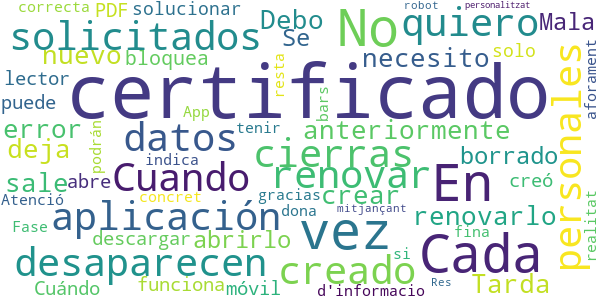 correcta PDF solucionar Debo No quiero robot personalitzat Mala
solicitados Se
nuevo bloquea necesito solo
lector resta certificado personales aforament
puede App
error podrán datos tenir bars anteriormente
deja indica cierras borrado
sale abre Cuando renovar En creó
Atenció concret gracias crear
aplicación dona mitjançant vez renovarlo realitat
Fase abrirlo si Cada fina
descargar
desaparecen creado
Cuándo funciona móvil d'informacio Res Tarda